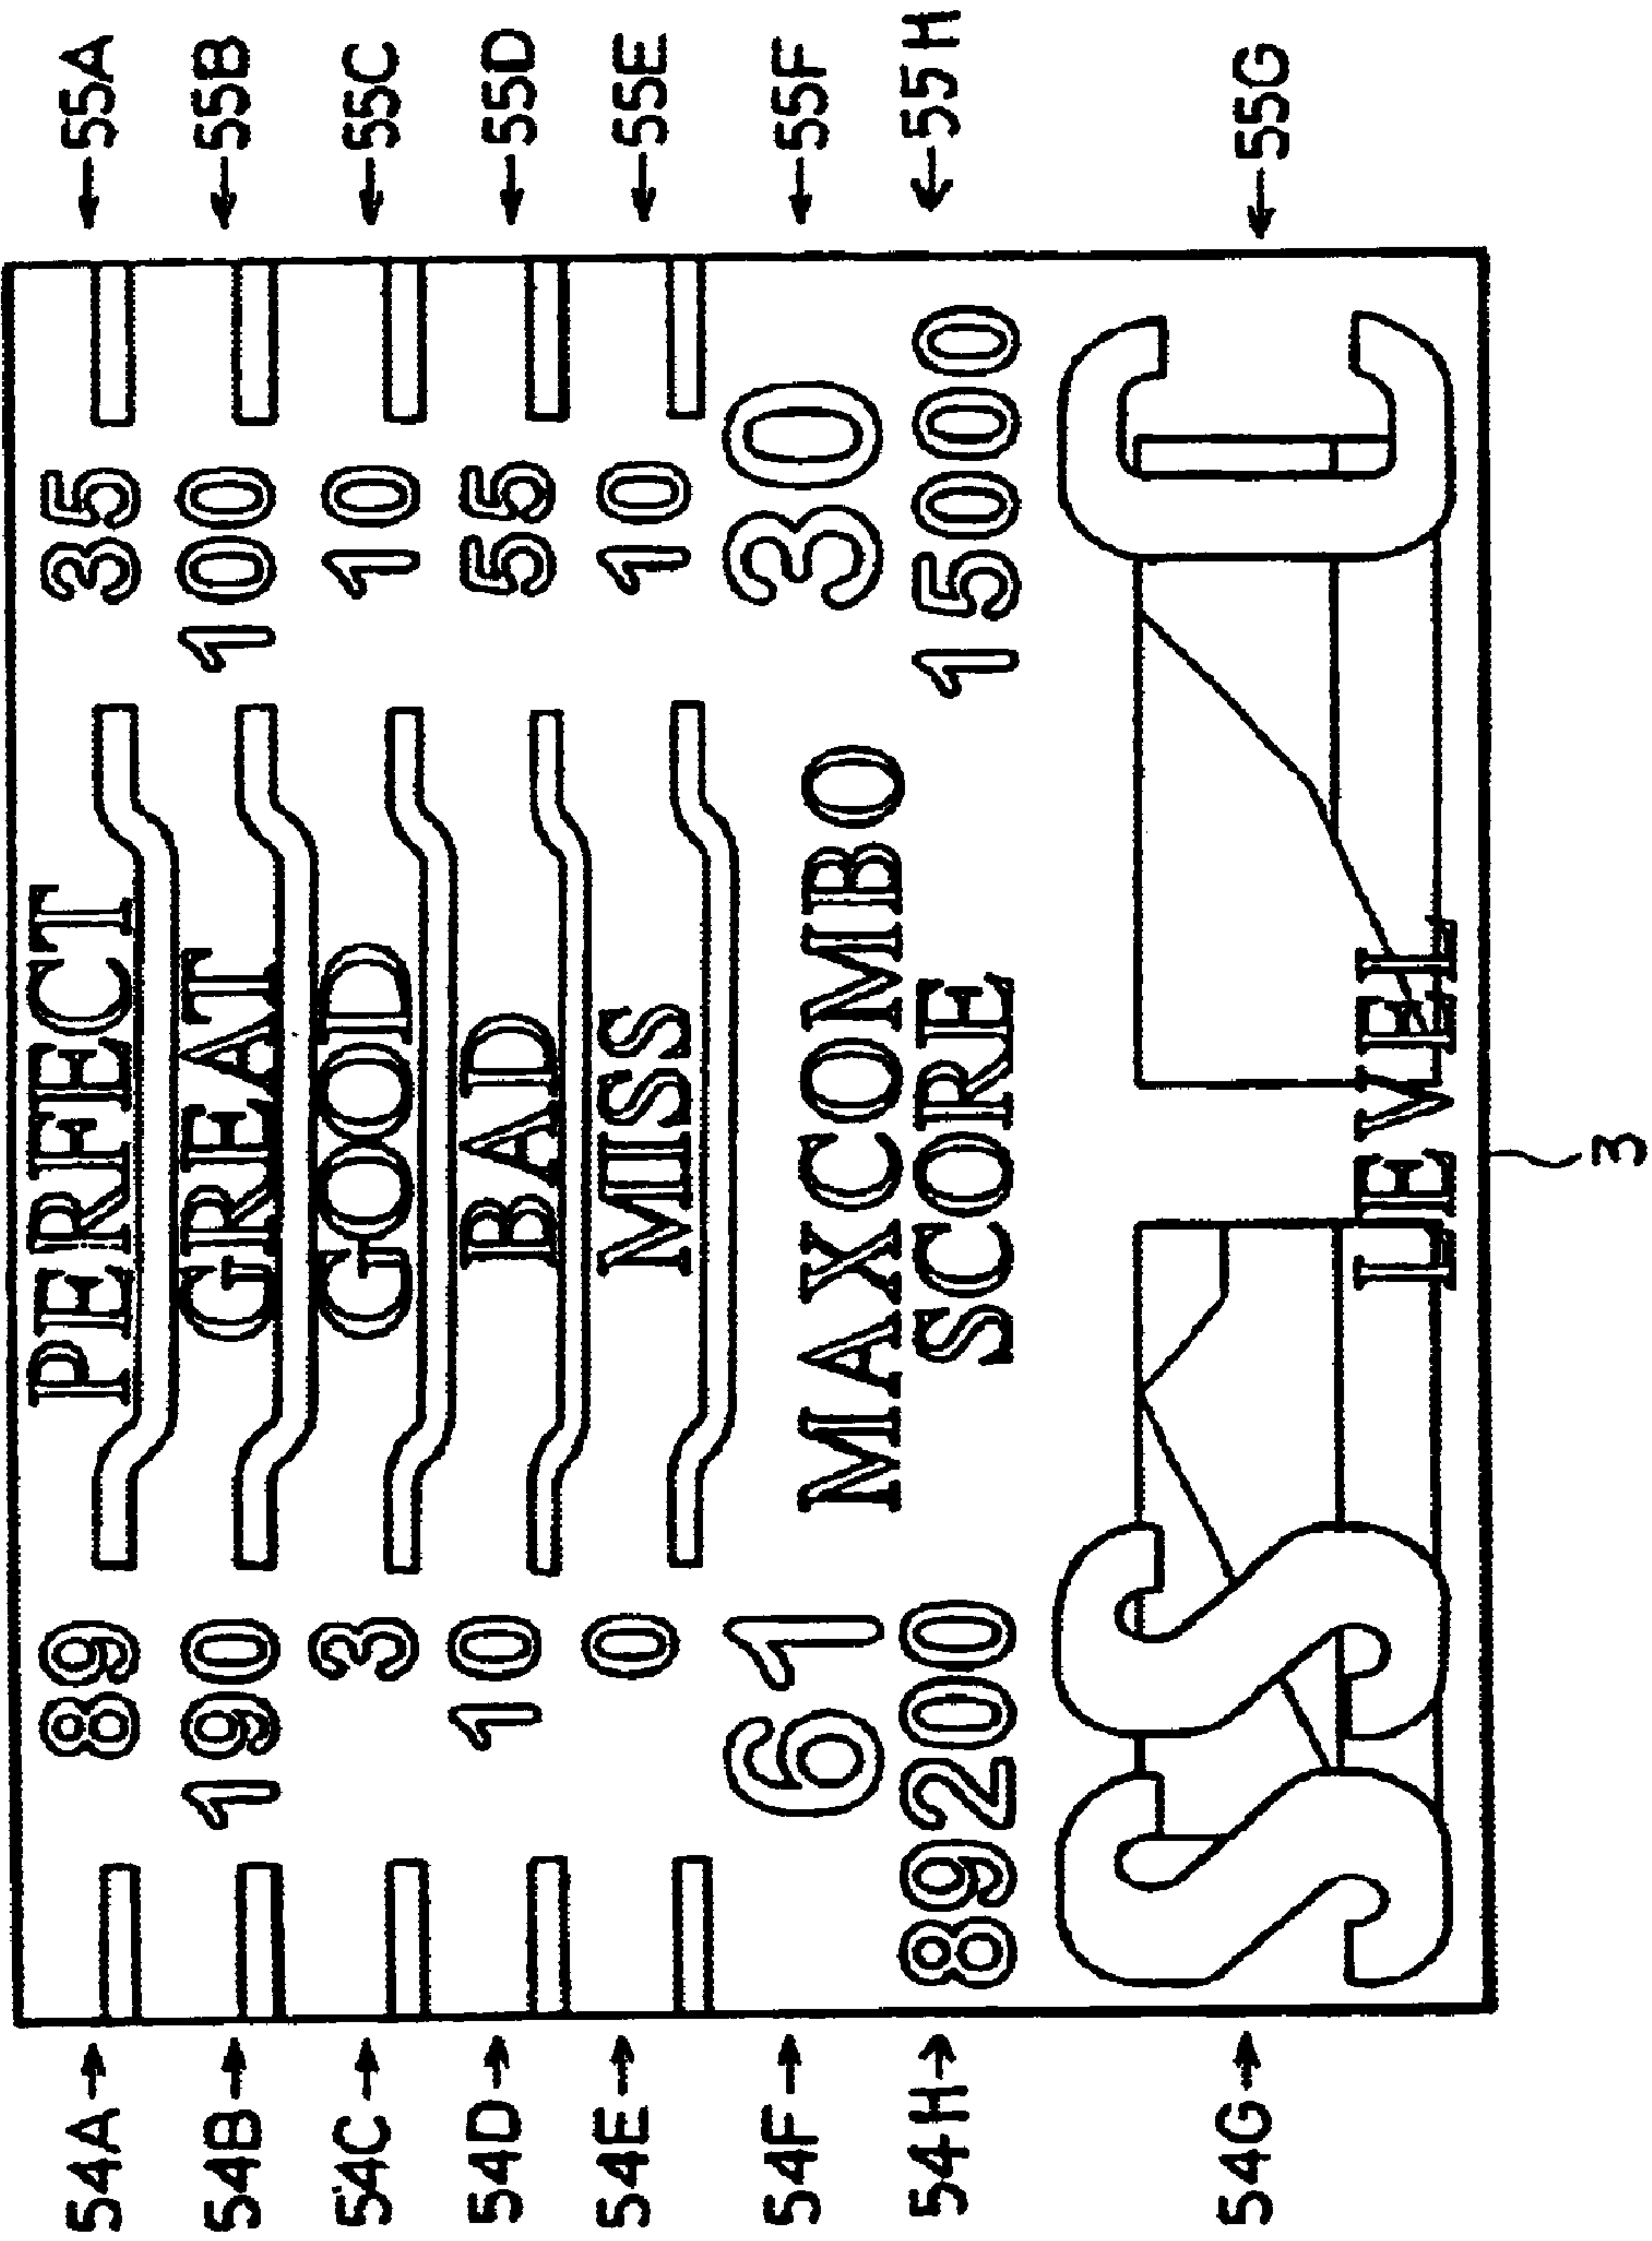 54A→ 89 PERFECT 35 ←55A
54B→ 190 GREAT 100 ←55B
54C→ 3 GOOD 10 ←55C
54D→ 10 BAD 55 ←55D
54E→ 0 MISS 10 ←55E
54F→ 61 MAXCOMBO 30 ←55F
54H→ 89200 SCORE 15000 ←55H
54G→ SS LEVEL C ←55G
3